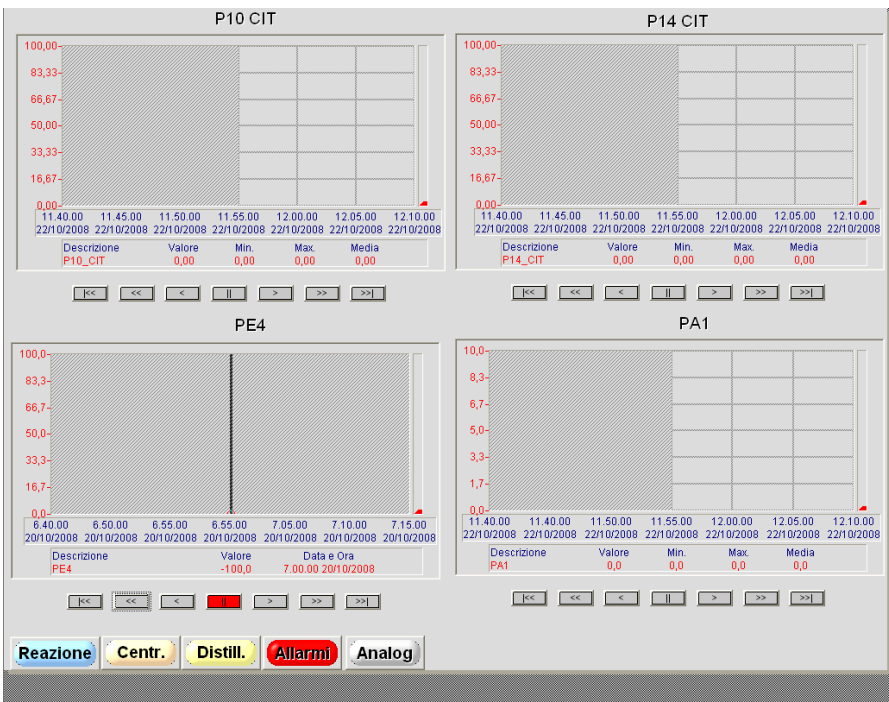 P10 CIT
100,00
83,33
66,67
50,00
33,33
16,67
0,00
11.40.00 11.45.00 11.50.00 11.55.00 12.00.00 12.05.00 12.10.00
22/10/2008 22/10/2008 22/10/2008 22/10/2008 22/10/2008 22/10/2008 22/10/2008
Descrizione Valore Min. Max. Media
P10_CIT 0,00 0,00 0,00 0,00
|<< << < || > >> >>|
P14 CIT
100,00
83,33
66,67
50,00
33,33
16,67
0,00
11.40.00 11.45.00 11.50.00 11.55.00 12.00.00 12.05.00 12.10.00
22/10/2008 22/10/2008 22/10/2008 22/10/2008 22/10/2008 22/10/2008 22/10/2008
Descrizione Valore Min. Max. Media
P14_CIT 0,00 0,00 0,00 0,00
|<< << < || > >> >>|
PE4
100,0
83,3
66,7
50,0
33,3
16,7
0,0
6.40.00 6.50.00 6.55.00 6.55.00 7.05.00 7.10.00 7.15.00
20/10/2008 20/10/2008 20/10/2008 20/10/2008 20/10/2008 20/10/2008 20/10/2008
Descrizione Valore Data e Ora
PE4 -100,0 7.00.00 20/10/2008
|<< << < || > >> >>|
PA1
10,0
8,3
6,7
5,0
3,3
1,7
0,0
11.40.00 11.40.00 11.50.00 11.55.00 12.00.00 12.05.00 12.10.00
22/10/2008 22/10/2008 22/10/2008 22/10/2008 22/10/2008 22/10/2008 22/10/2008
Descrizione Valore Min. Max. Media
PA1 0,0 0,0 0,0 0,0
|<< << < || > >> >>|
Reazione Centr. Distill. Allarmi Analog